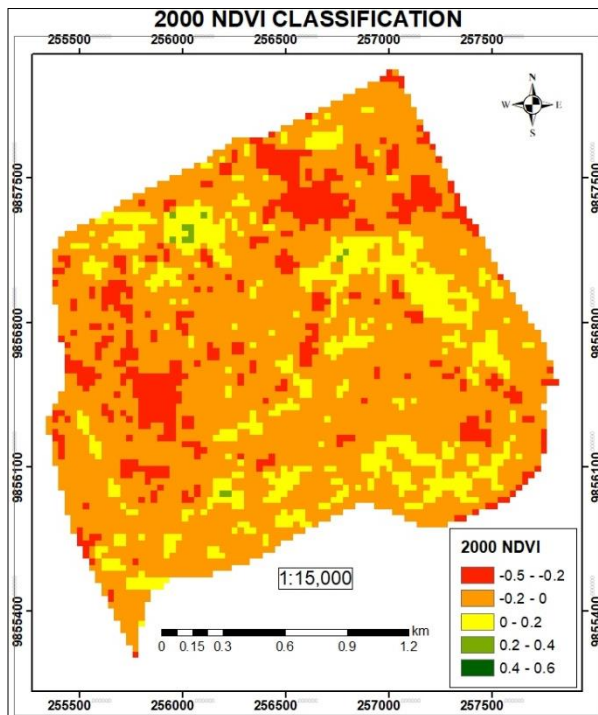 2000 NDVI CLASSIFICATION
255500 256000 256500 257000 257500
N
W E
S
9857500 9857500
9856800 9856800
9856100 9856100
9855400 9855400
2000 NDVI
-0.5 - -0.2
-0.2 - 0
0 - 0.2
0.2 - 0.4
0.4 - 0.6
1:15,000
km
0 0.15 0.3 0.6 0.9 1.2
255500 256000 256500 257000 257500